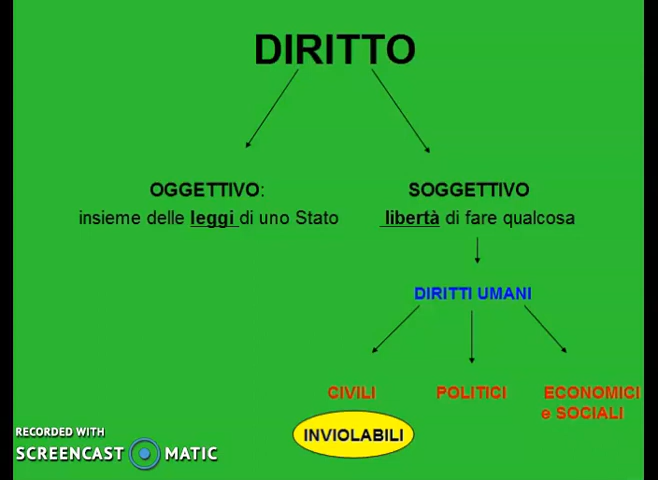 DIRITTO
OGGETTIVO:
insieme delle leggi di uno Stato
SOGGETTIVO
libertà di fare qualcosa
DIRITTI UMANI
CIVILI
POLITICI
ECONOMICI
e SOCIALI
INVIOLABILI
RECORDED WITH
SCREENCAST MATIC